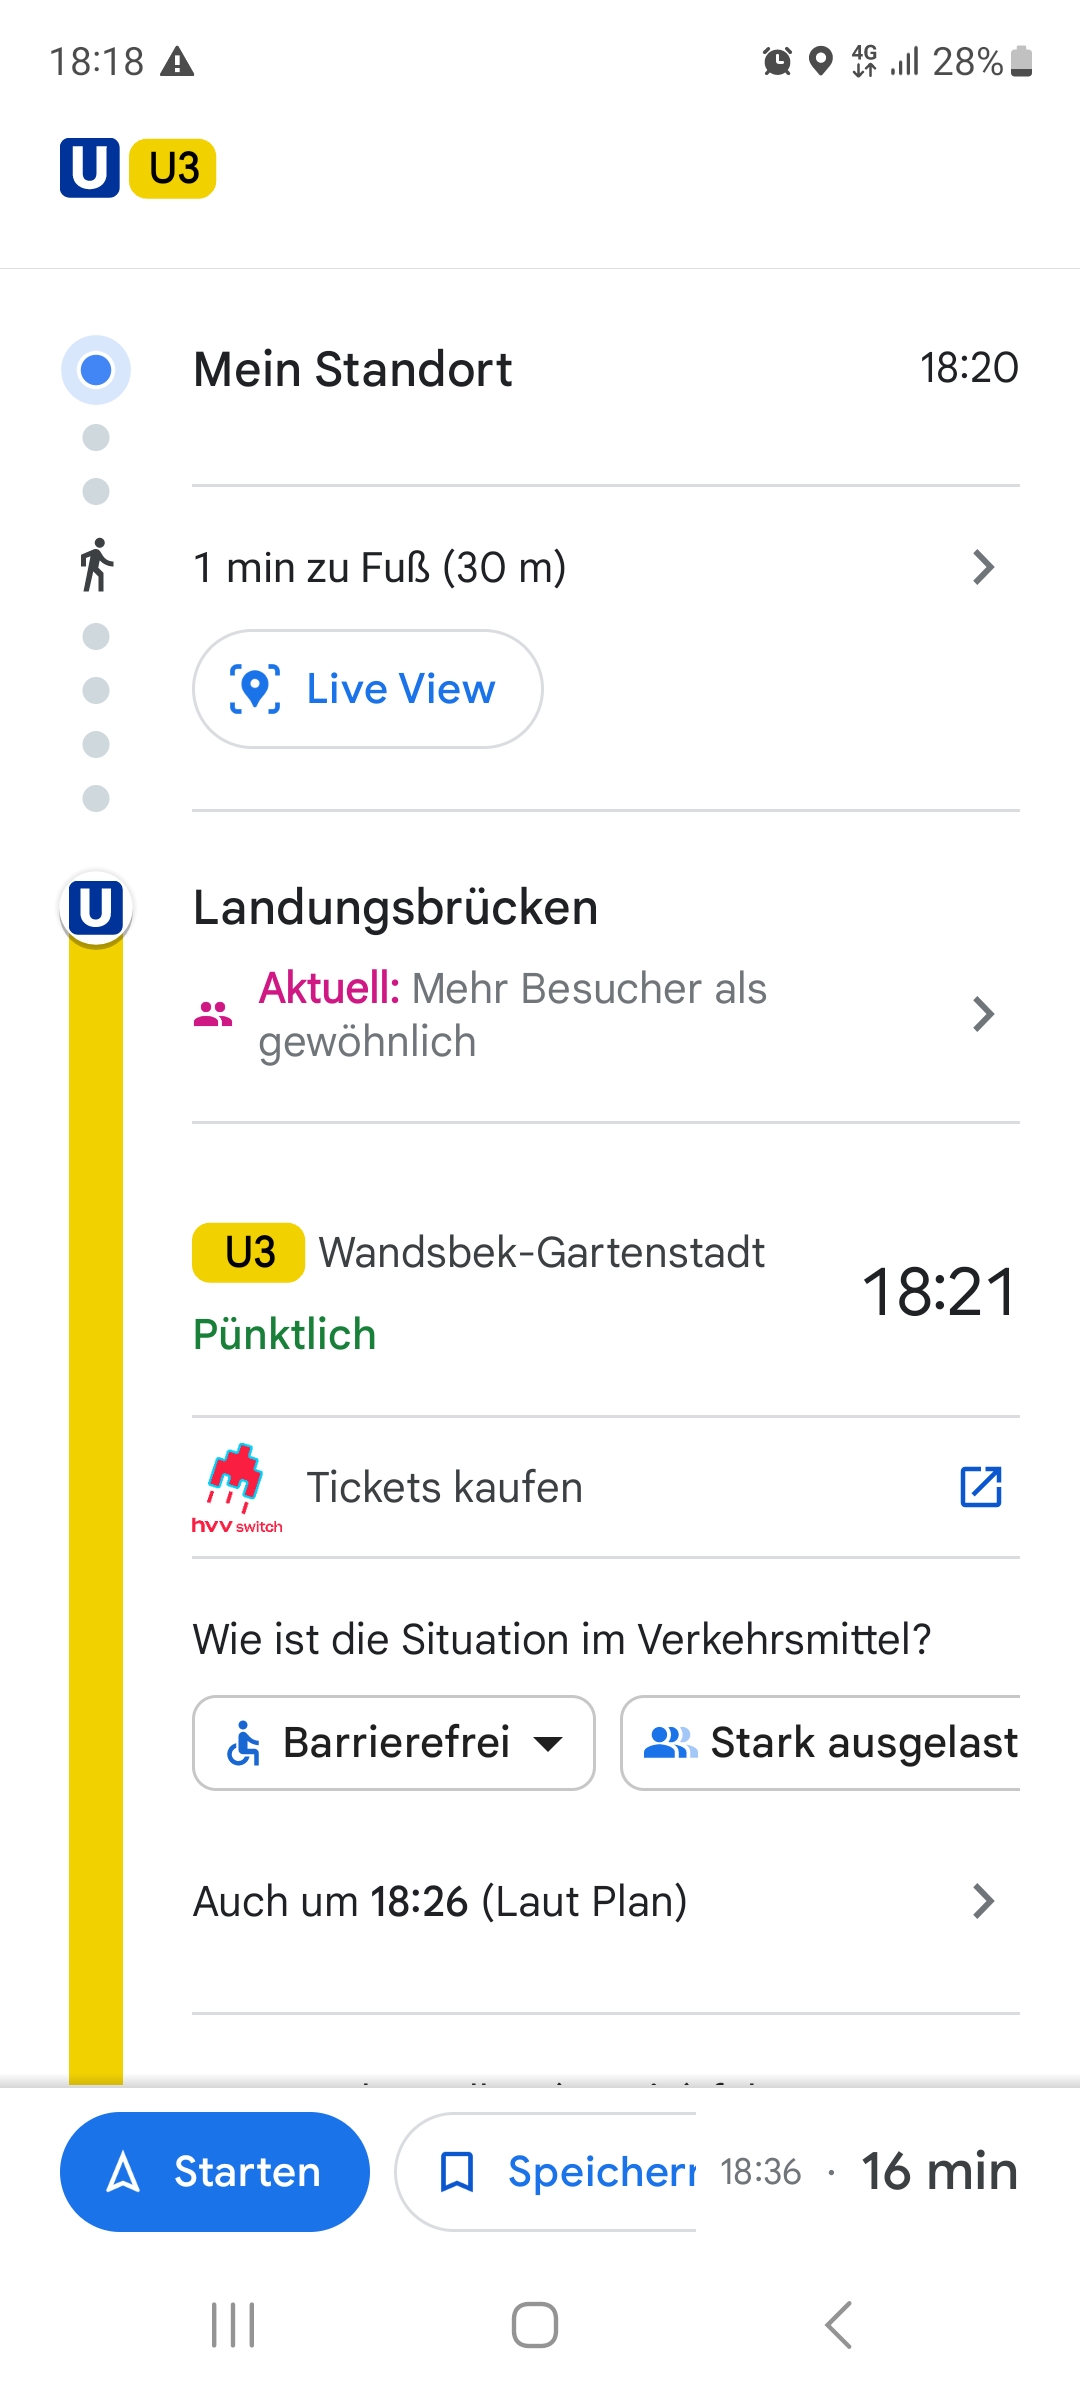 18:18
4G 28%
U U3
Mein Standort 18:20
1 min zu Fuß (30 m)
Live View
U Landungsbrücken
Aktuell: Mehr Besucher als
gewöhnlich
U3 Wandsbek-Gartenstadt
18:21
Pünktlich
Tickets kaufen
hvv switch
Wie ist die Situation im Verkehrsmittel?
Barrierefrei Stark ausgelast
Auch um 18:26 (Laut Plan)
Starten Speichern 18:36 · 16 min